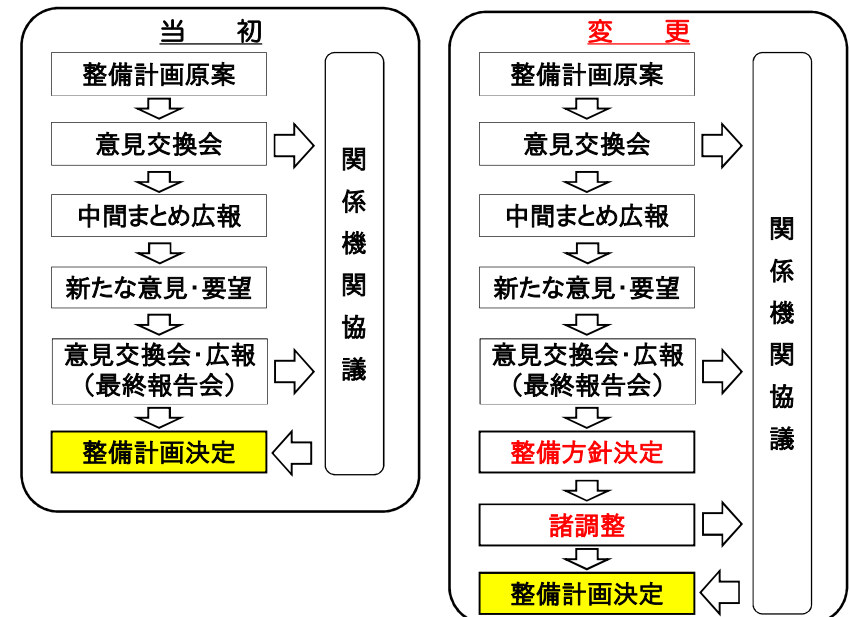 当　初
整備計画原案
意見交換会
中間まとめ広報
新たな意見・要望
意見交換会・広報
（最終報告会）
整備計画決定
関係機関協議
変　更
整備計画原案
意見交換会
中間まとめ広報
新たな意見・要望
意見交換会・広報
（最終報告会）
整備方針決定
諸調整
整備計画決定
関係機関協議